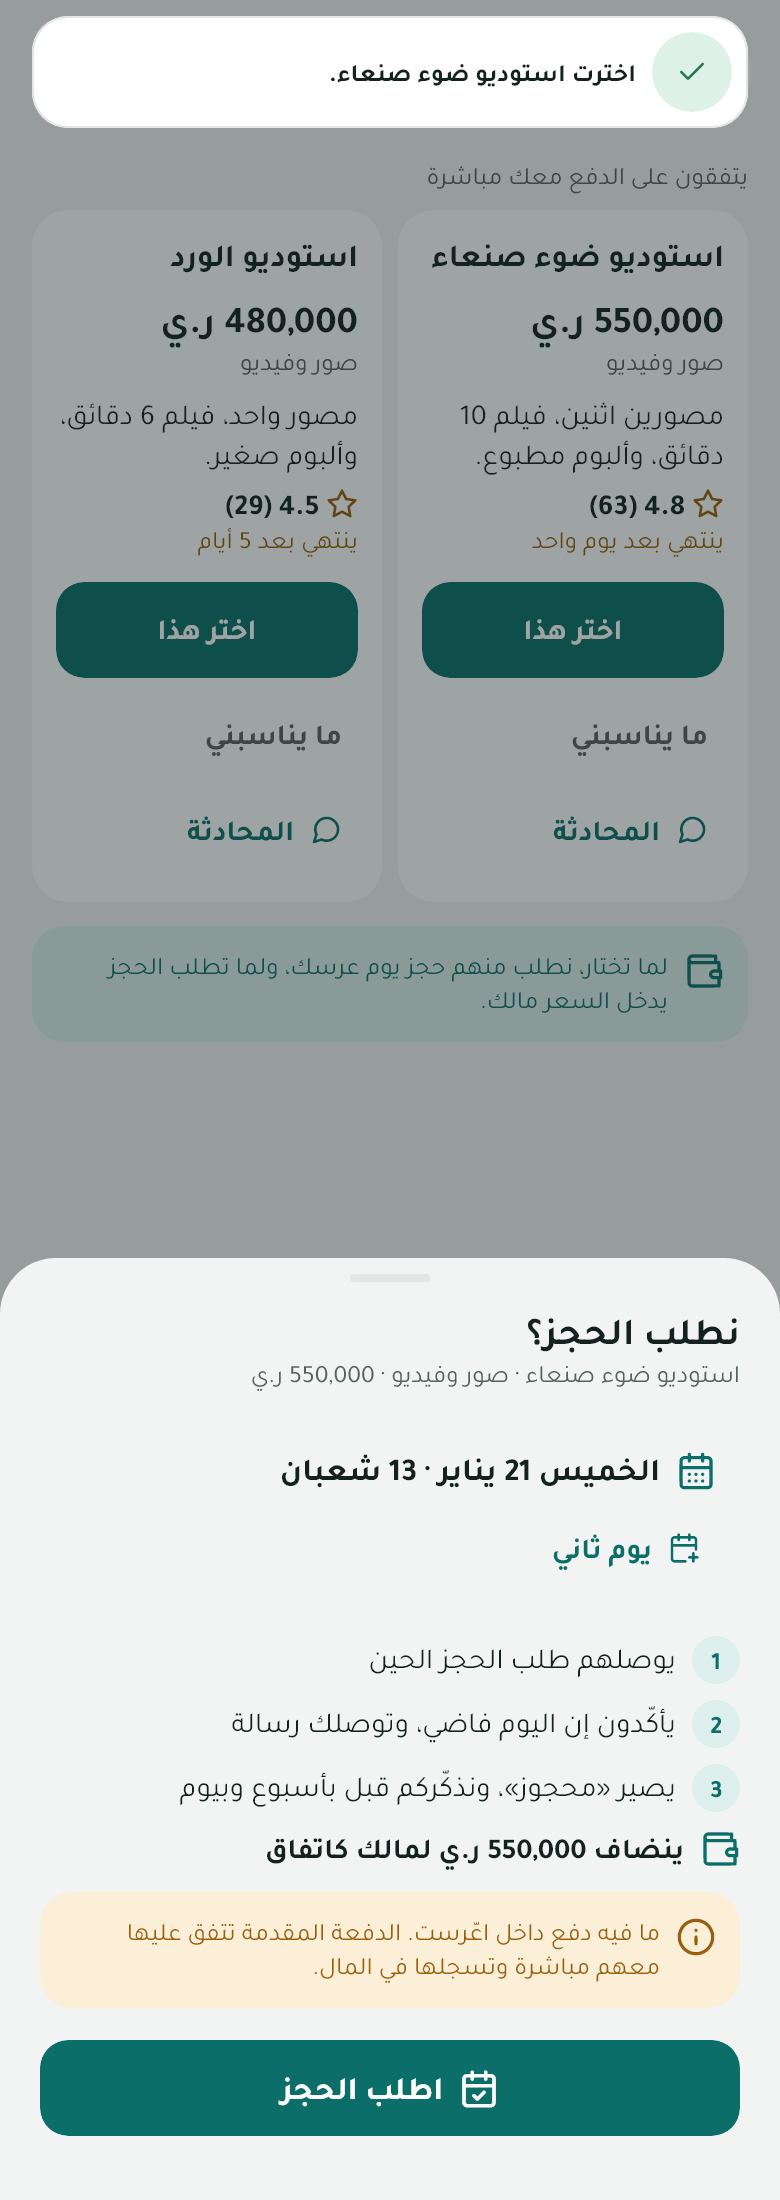 اخترت استوديو ضوء صنعاء.
يتفقون على الدفع معك مباشرة
استوديو ضوء صنعاء
550,000 ر.ي
صور وفيديو
مصورين اثنين، فيلم 10
دقائق، وألبوم مطبوع.
4.8 (63)
ينتهي بعد يوم واحد
اختر هذا
ما يناسبني
المحادثة
استوديو الورد
480,000 ر.ي
صور وفيديو
مصور واحد، فيلم 6 دقائق،
وألبوم صغير.
4.5 (29)
ينتهي بعد 5 أيام
اختر هذا
ما يناسبني
المحادثة
لما تختار، نطلب منهم حجز يوم عرسك، ولما تطلب الحجز
يدخل السعر مالك.
نطلب الحجز؟
استوديو ضوء صنعاء · صور وفيديو · 550,000 ر.ي
الخميس 21 يناير · 13 شعبان
يوم ثاني
1 يوصلهم طلب الحجز الحين
2 يأكّدون إن اليوم فاضي، وتوصلك رسالة
3 يصير «محجوز»، ونذكّركم قبل بأسبوع وبيوم
ينضاف 550,000 ر.ي لمالك كاتفاق
ما فيه دفع داخل اعّرست. الدفعة المقدمة تتفق عليها
معهم مباشرة وتسجلها في المال.
اطلب الحجز